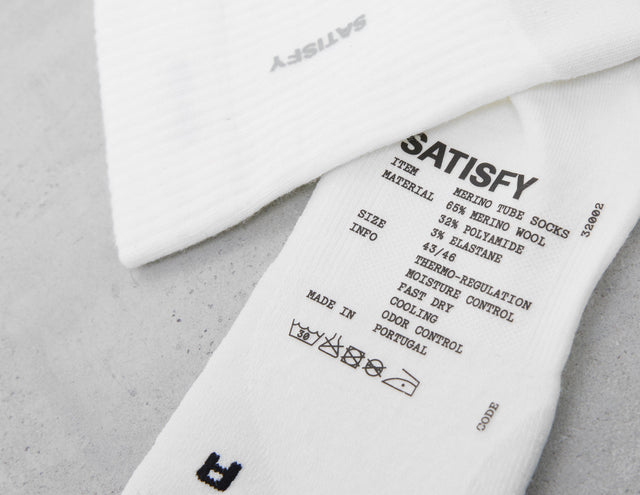 SATISFY
SATISFY
ITEM MERINO TUBE SOCKS
MATERIAL 65% MERINO WOOL
32% POLYAMIDE
3% ELASTANE
SIZE 43/46
INFO THERMO-REGULATION
MOISTURE CONTROL
FAST DRY
COOLING
ODOR CONTROL
MADE IN PORTUGAL
30
32002
CODE
R